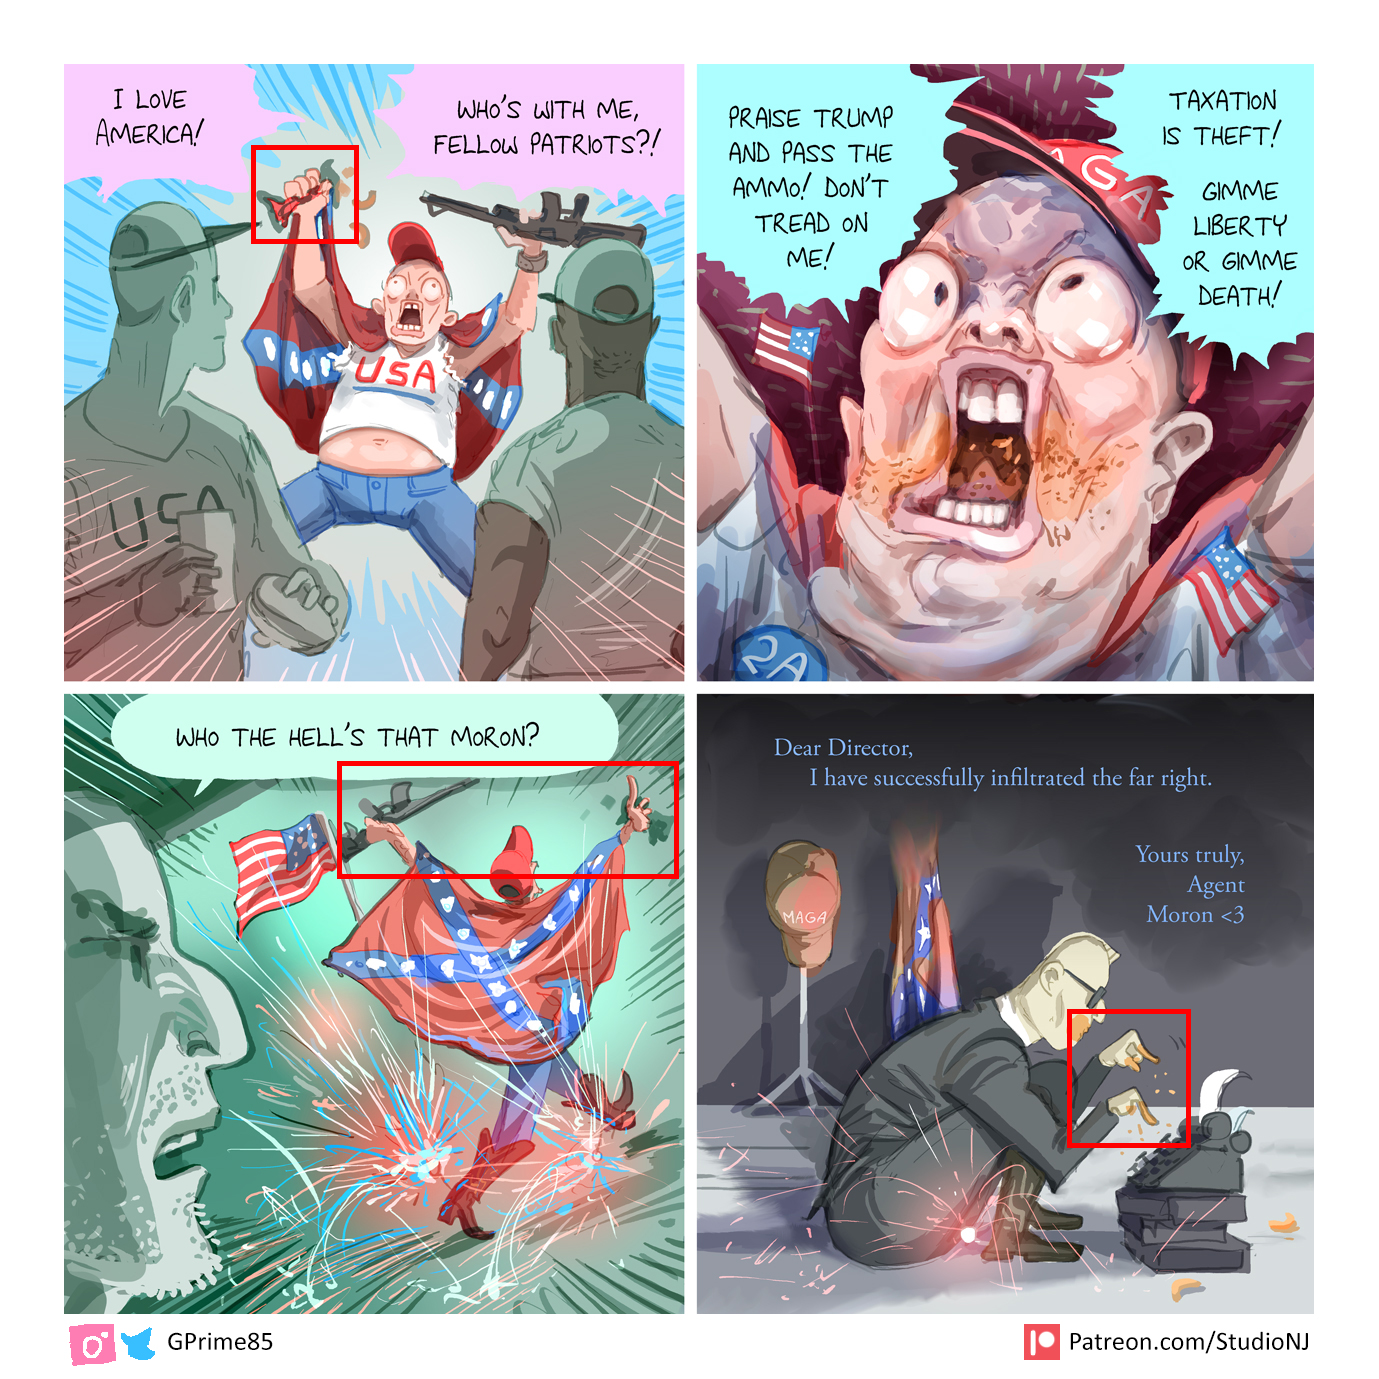 I LOVE
AMERICA!
WHO'S WITH ME,
FELLOW PATRIOTS?!
USA
USA
PRAISE TRUMP
AND PASS THE
AMMO! DON'T
TREAD ON
ME!
TAXATION
IS THEFT!
GIMME
LIBERTY
OR GIMME
DEATH!
MAGA
2A
WHO THE HELL'S THAT MORON?
Dear Director,
I have successfully infiltrated the far right.
Yours truly,
Agent
Moron <3
MAGA
GPrime85
Patreon.com/StudioNJ